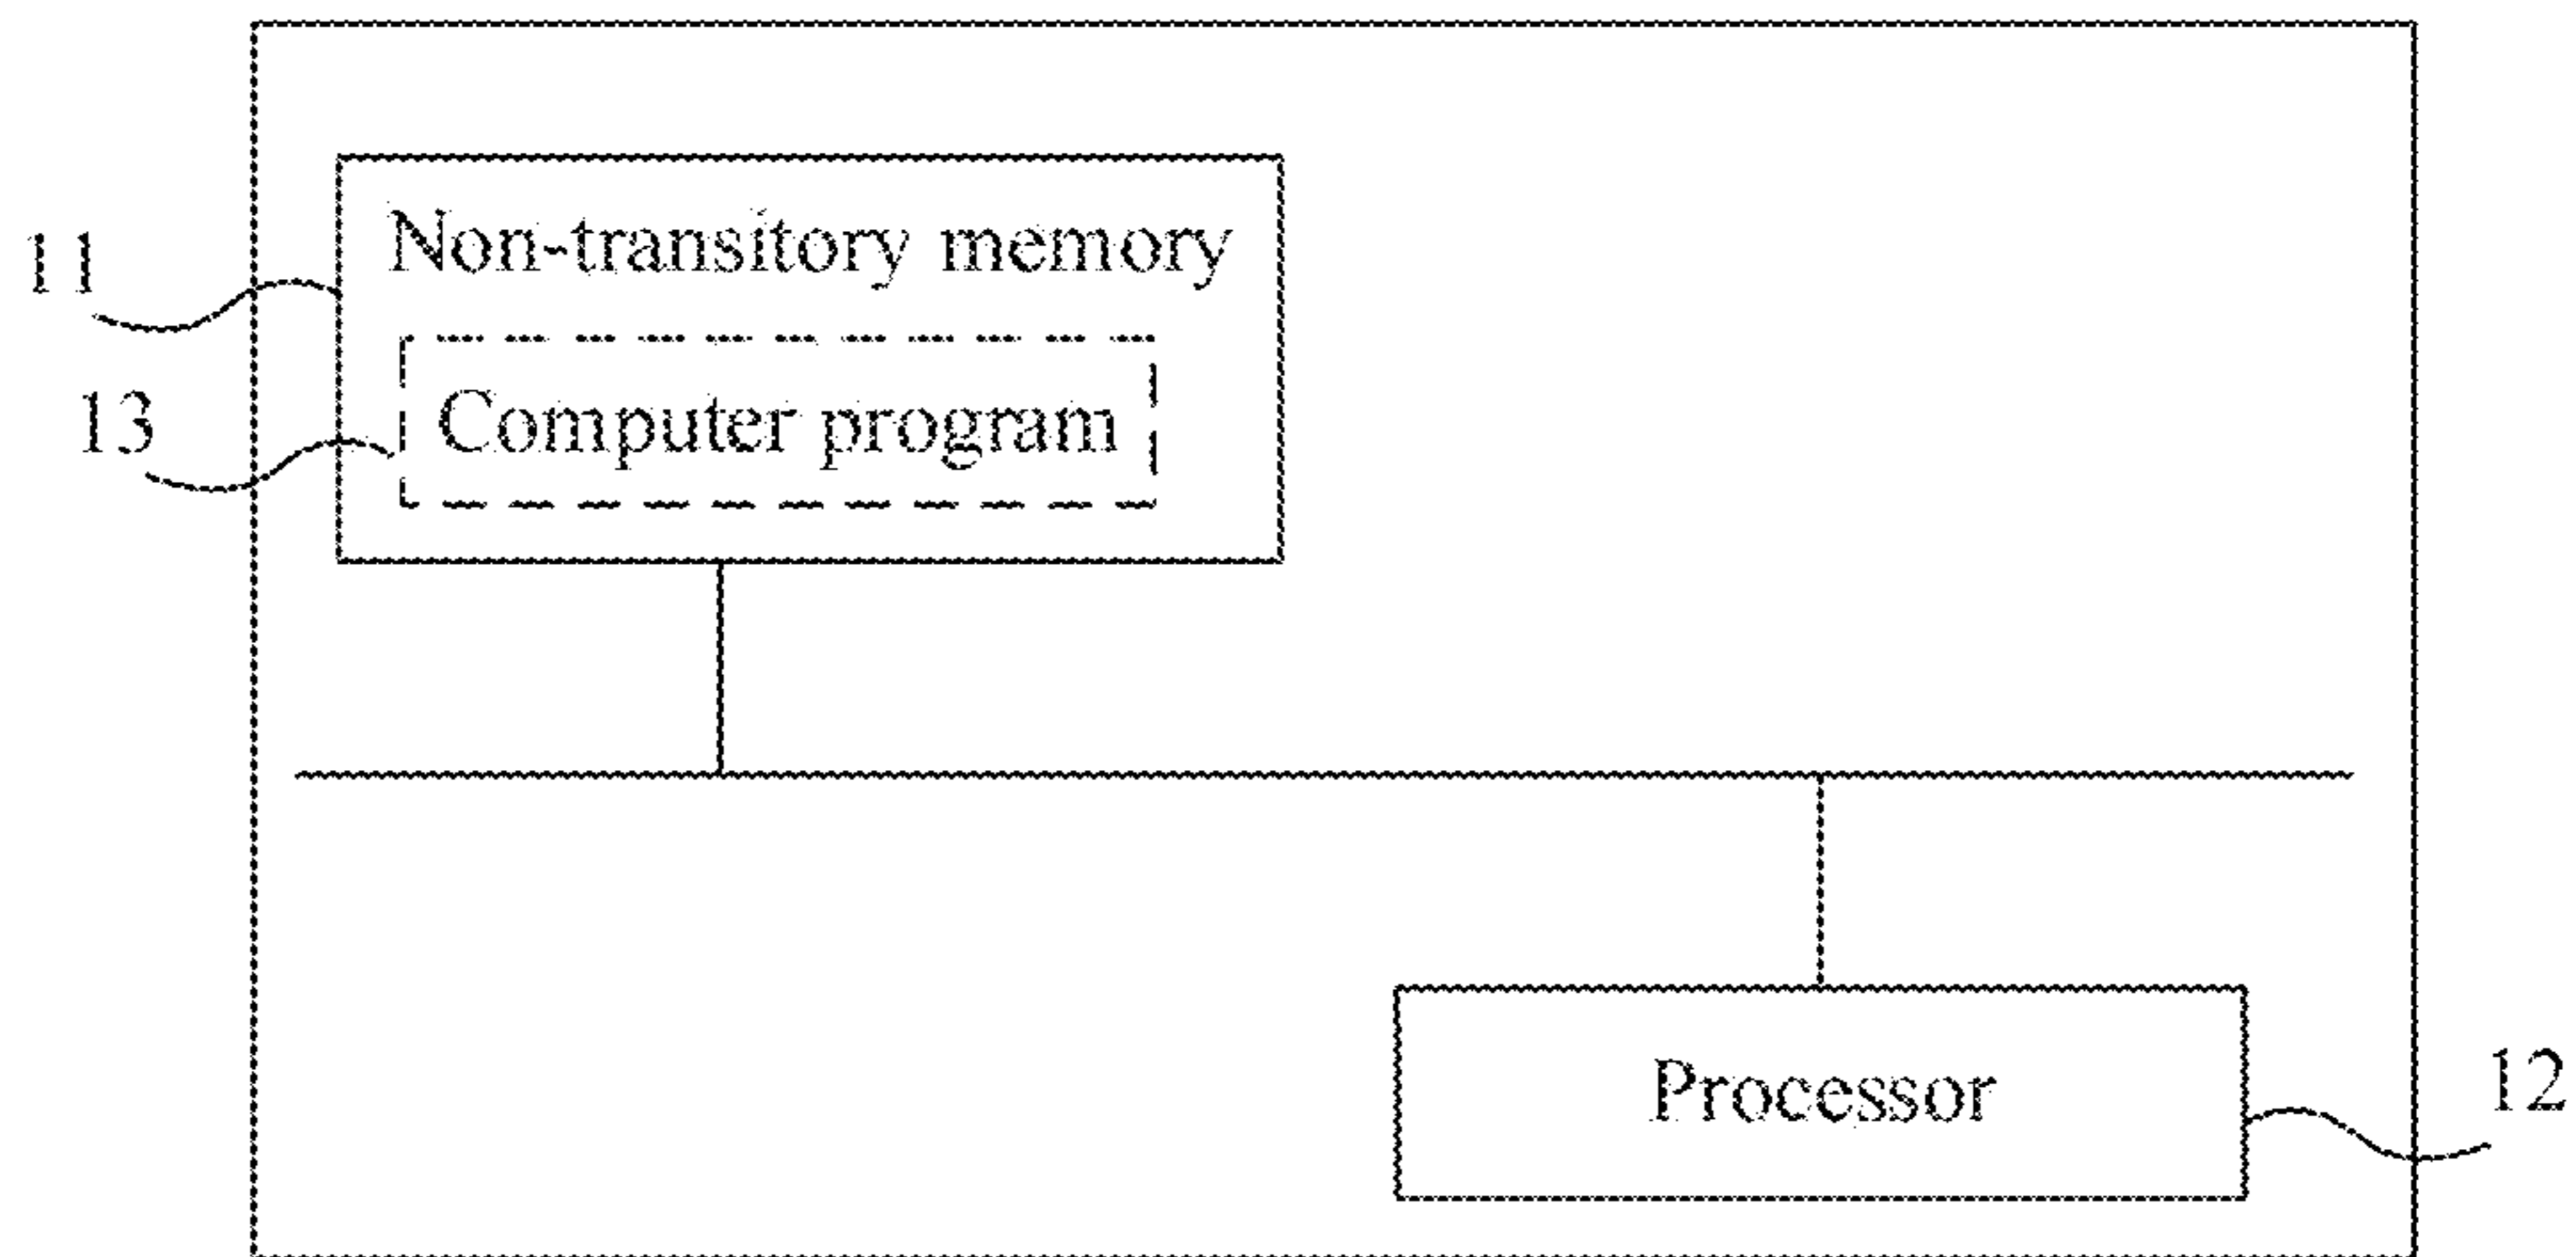 11
Non-transitory memory
13
Computer program
Processor
12